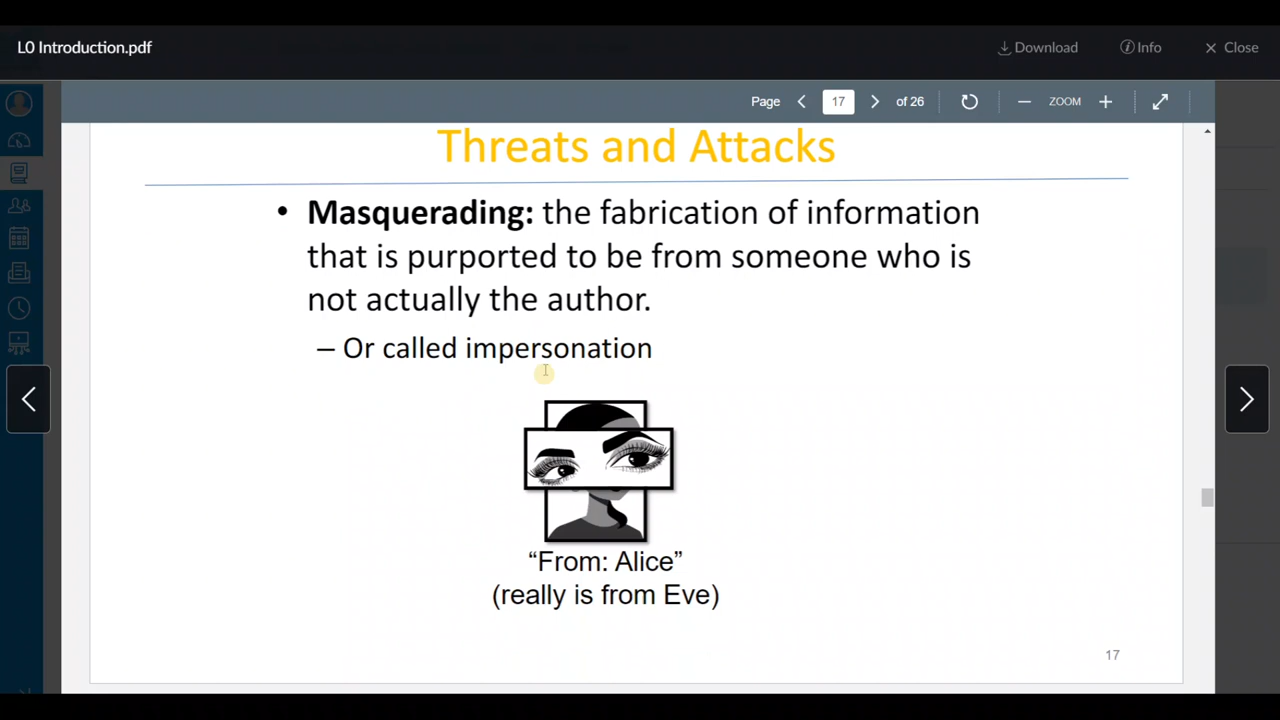 L0 Introduction.pdf
Download
Info
Close
Page
17
of 26
ZOOM
Threats and Attacks
• Masquerading: the fabrication of information
that is purported to be from someone who is
not actually the author.
– Or called impersonation
“From: Alice”
(really is from Eve)
17